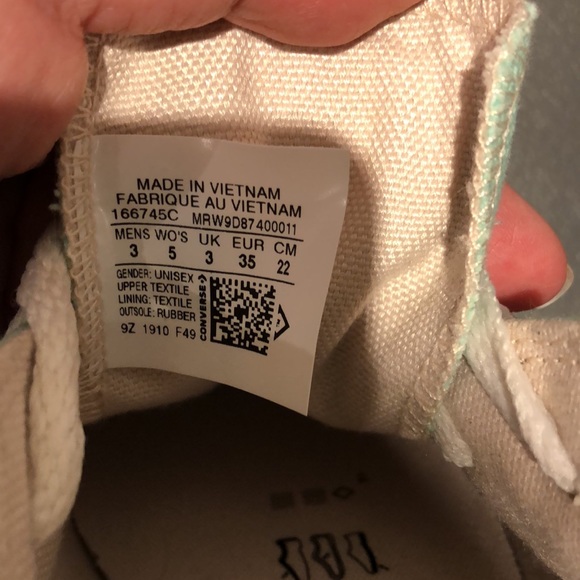 MADE IN VIETNAM
FABRIQUE AU VIETNAM
166745C MRW9D87400011
MENS WO'S UK EUR CM
3 5 3 35 22
GENDER: UNISEX
UPPER TEXTILE
LINING: TEXTILE
OUTSOLE: RUBBER
9Z 1910 F49
CONVERSE